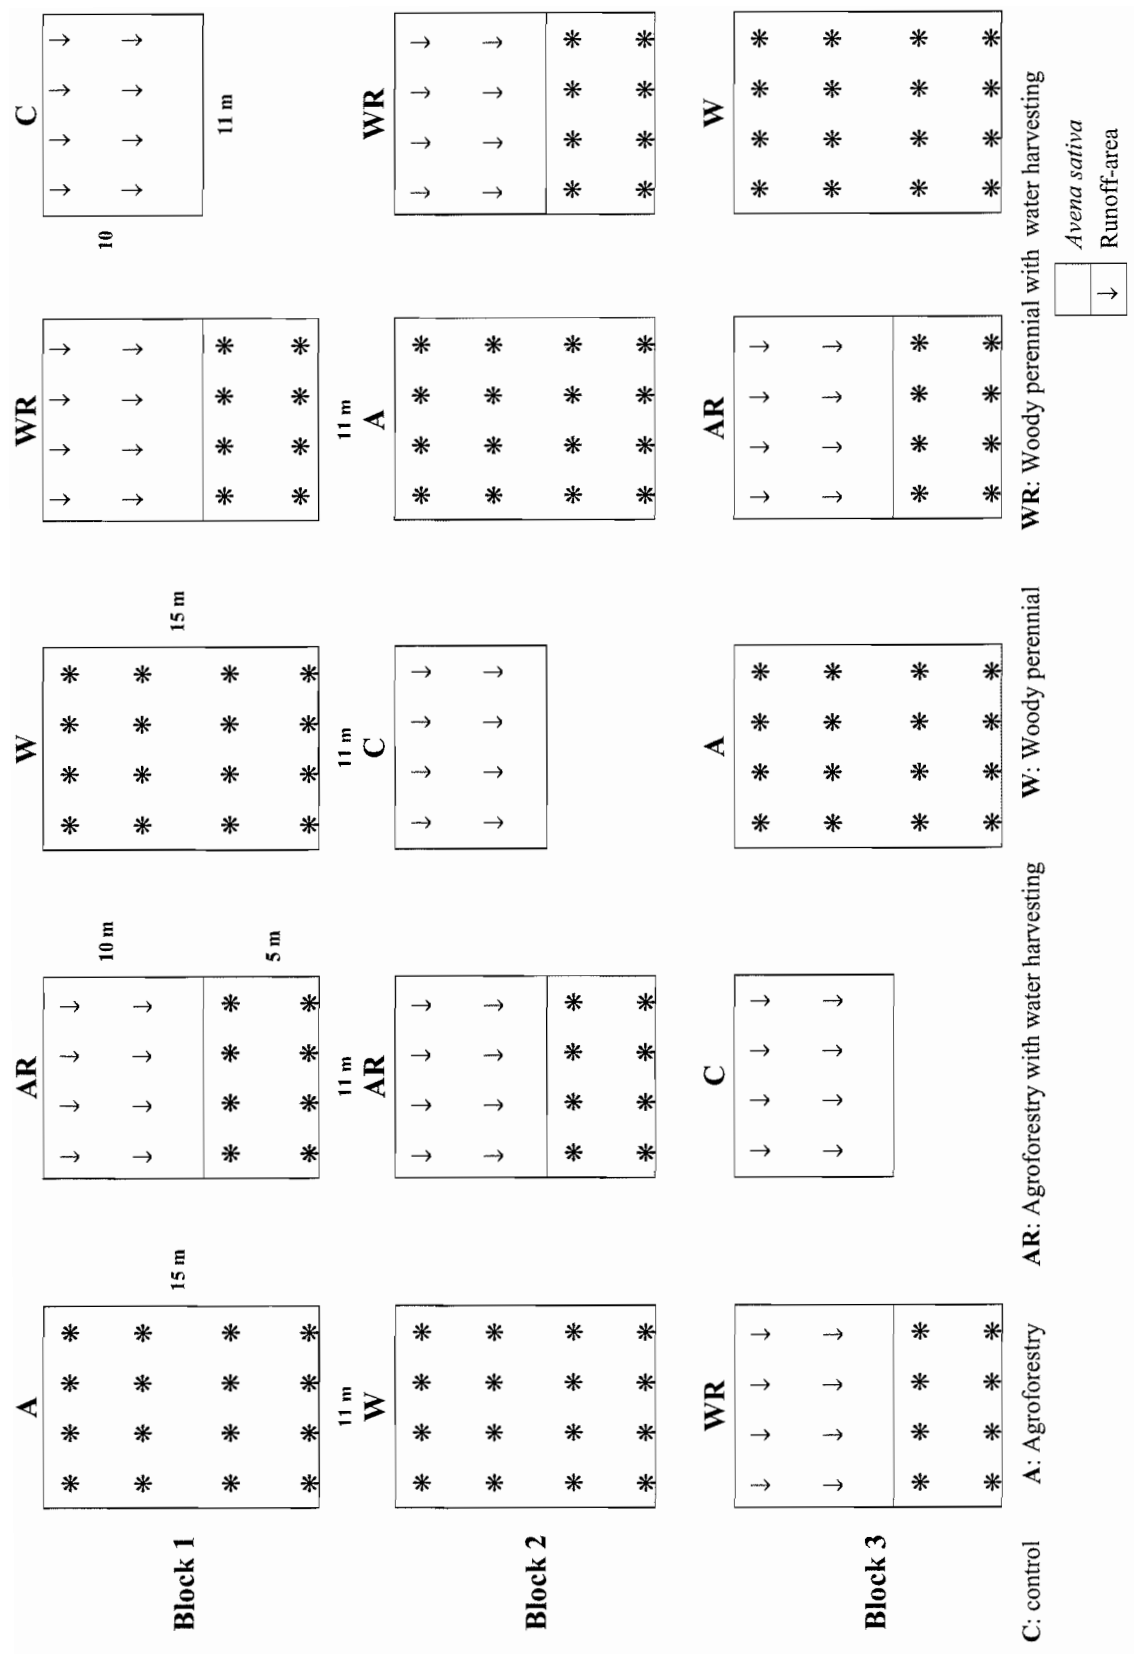 A AR W WR C
10 m 10
Block 1 15 m 15 m
11 m
5 m
11 m 11 m 11 m 11 m
W AR C A WR
Block 2
WR C A AR W
Block 3
C: control A: Agroforestry AR: Agroforestry with water harvesting W: Woody perennial WR: Woody perennial with water harvesting
Avena sativa
Runoff-area